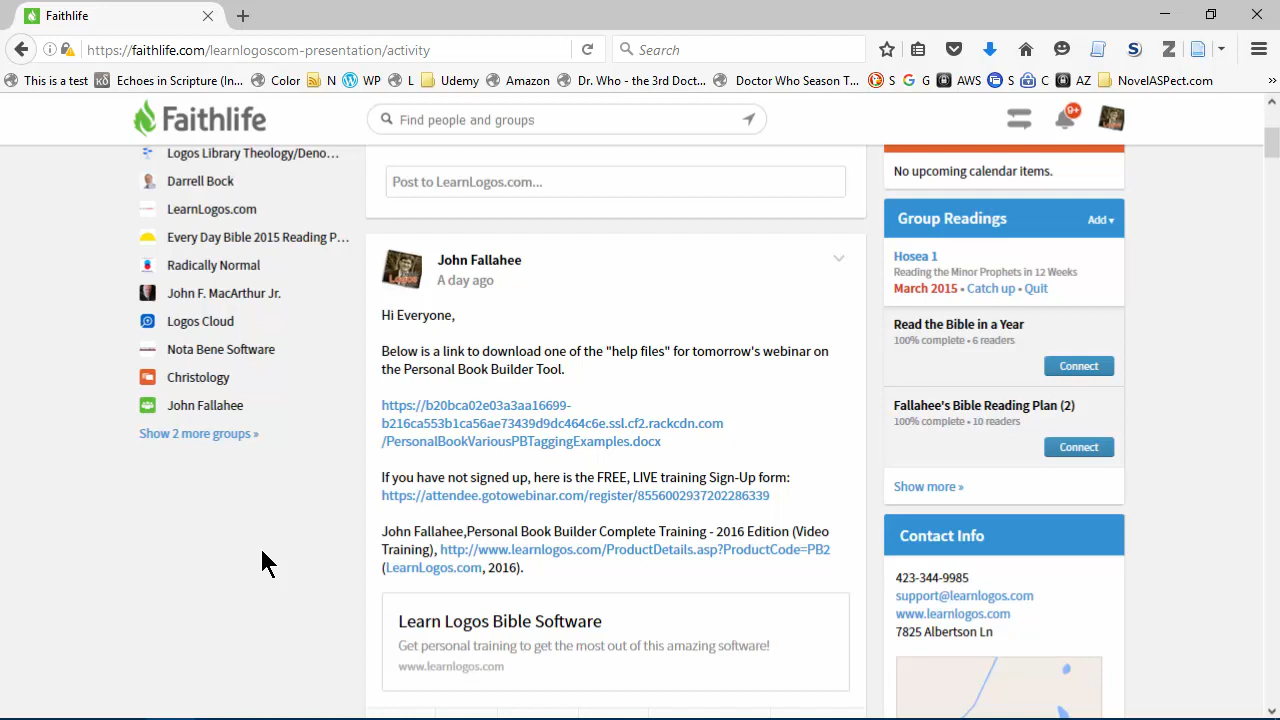 Faithlife
https://faithlife.com/learnlogoscom-presentation/activity
Search
This is a test
Echoes in Scripture (In...
Color
N
WP
L
Udemy
Amazon
Dr. Who - the 3rd Doct...
Doctor Who Season T...
S
G
AWS
S
C
AZ
NovelASPect.com
Faithlife
Find people and groups
9+
Logos Library Theology/Deno...
Darrell Bock
LearnLogos.com
Every Day Bible 2015 Reading P...
Radically Normal
John F. MacArthur Jr.
Logos Cloud
Nota Bene Software
Christology
John Fallahee
Show 2 more groups »
Post to LearnLogos.com...
John Fallahee
A day ago
Hi Everyone,
Below is a link to download one of the "help files" for tomorrow's webinar on
the Personal Book Builder Tool.
https://b20bca02e03a3aa16699-
b216ca553b1ca56ae73439d9dc464c6e.ssl.cf2.rackcdn.com
/PersonalBookVariousPBTaggingExamples.docx
If you have not signed up, here is the FREE, LIVE training Sign-Up form:
https://attendee.gotowebinar.com/register/8556002937202286339
John Fallahee,Personal Book Builder Complete Training - 2016 Edition (Video
Training), http://www.learnlogos.com/ProductDetails.asp?ProductCode=PB2
(LearnLogos.com, 2016).
Learn Logos Bible Software
Get personal training to get the most out of this amazing software!
www.learnlogos.com
No upcoming calendar items.
Group Readings
Add ▾
Hosea 1
Reading the Minor Prophets in 12 Weeks
March 2015 • Catch up • Quit
Read the Bible in a Year
100% complete • 6 readers
Connect
Fallahee's Bible Reading Plan (2)
100% complete • 10 readers
Connect
Show more »
Contact Info
423-344-9985
support@learnlogos.com
www.learnlogos.com
7825 Albertson Ln